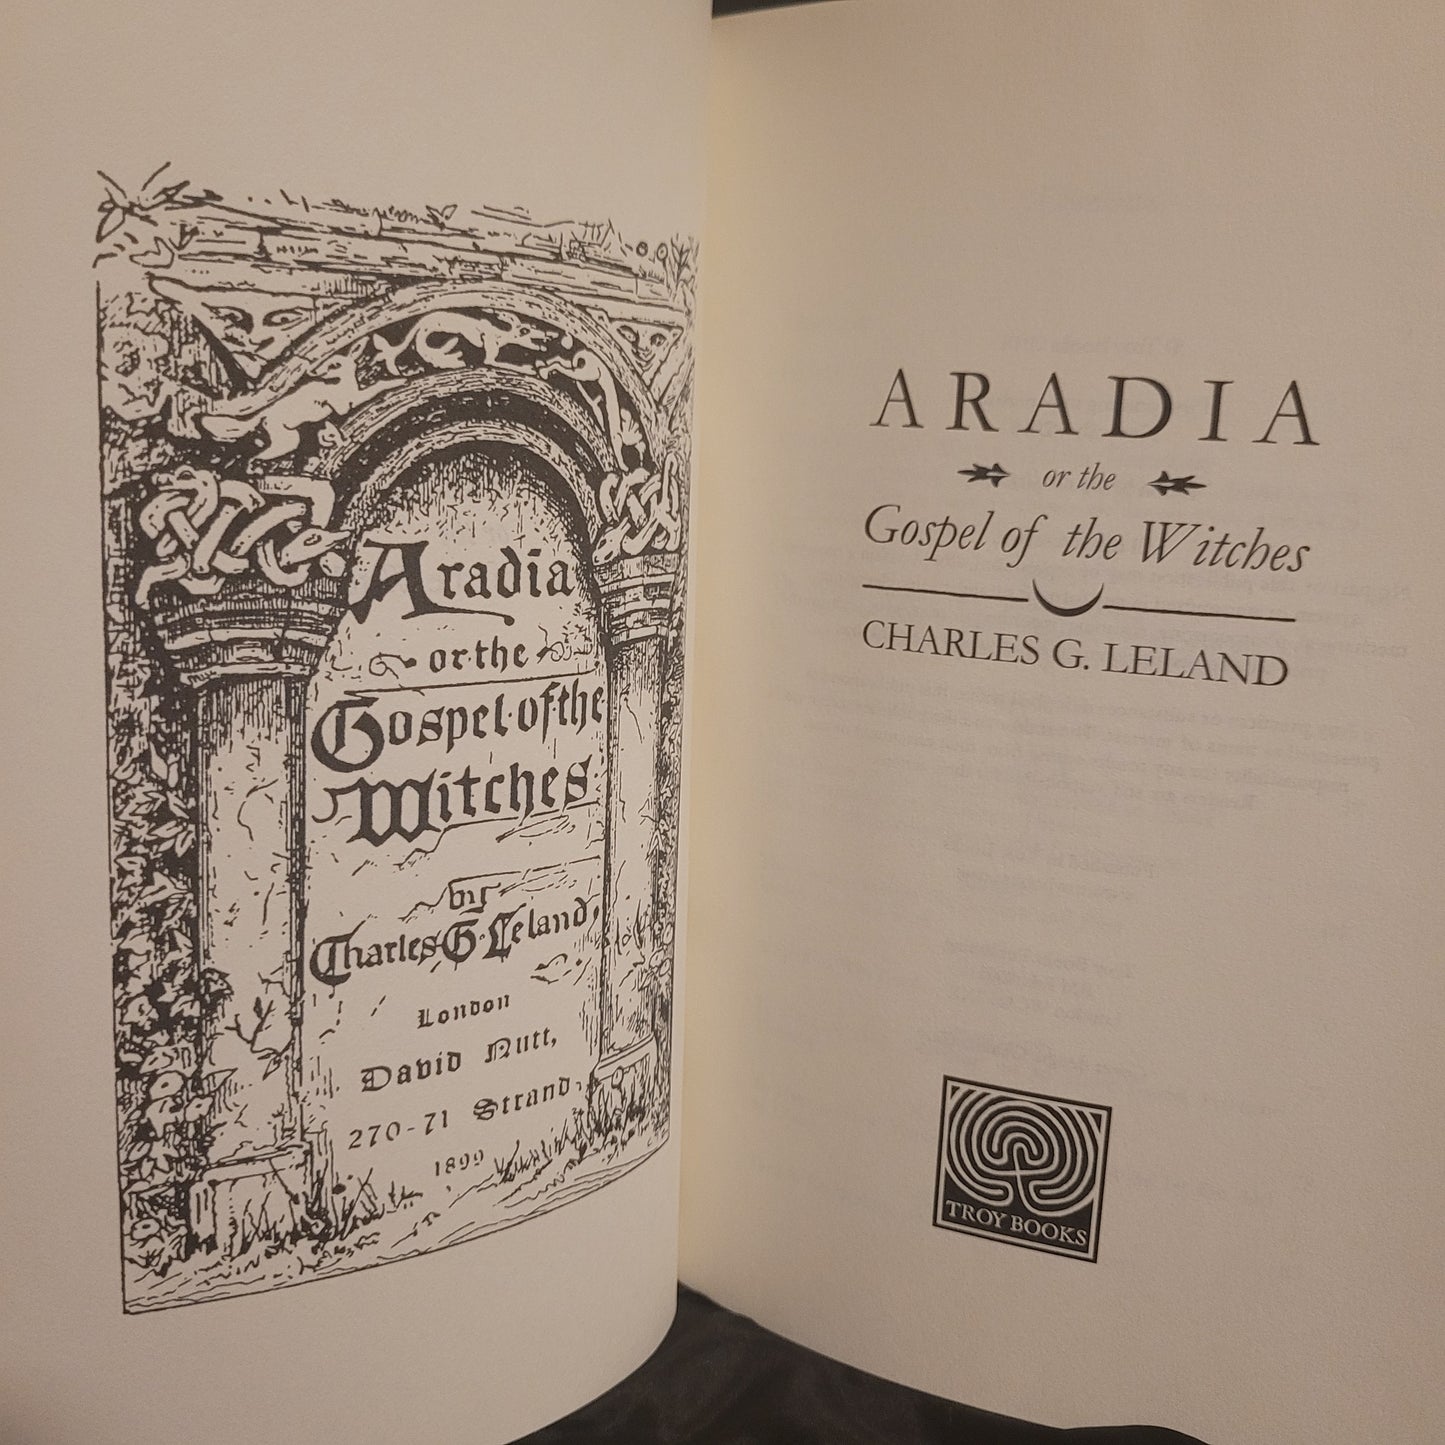 Aradia
or the
Gospel of the
Witches
by
Charles G. Leland,
London
David Nutt,
270-71 Strand,
1899
ARADIA
or the
Gospel of the Witches
CHARLES G. LELAND
TROY BOOKS